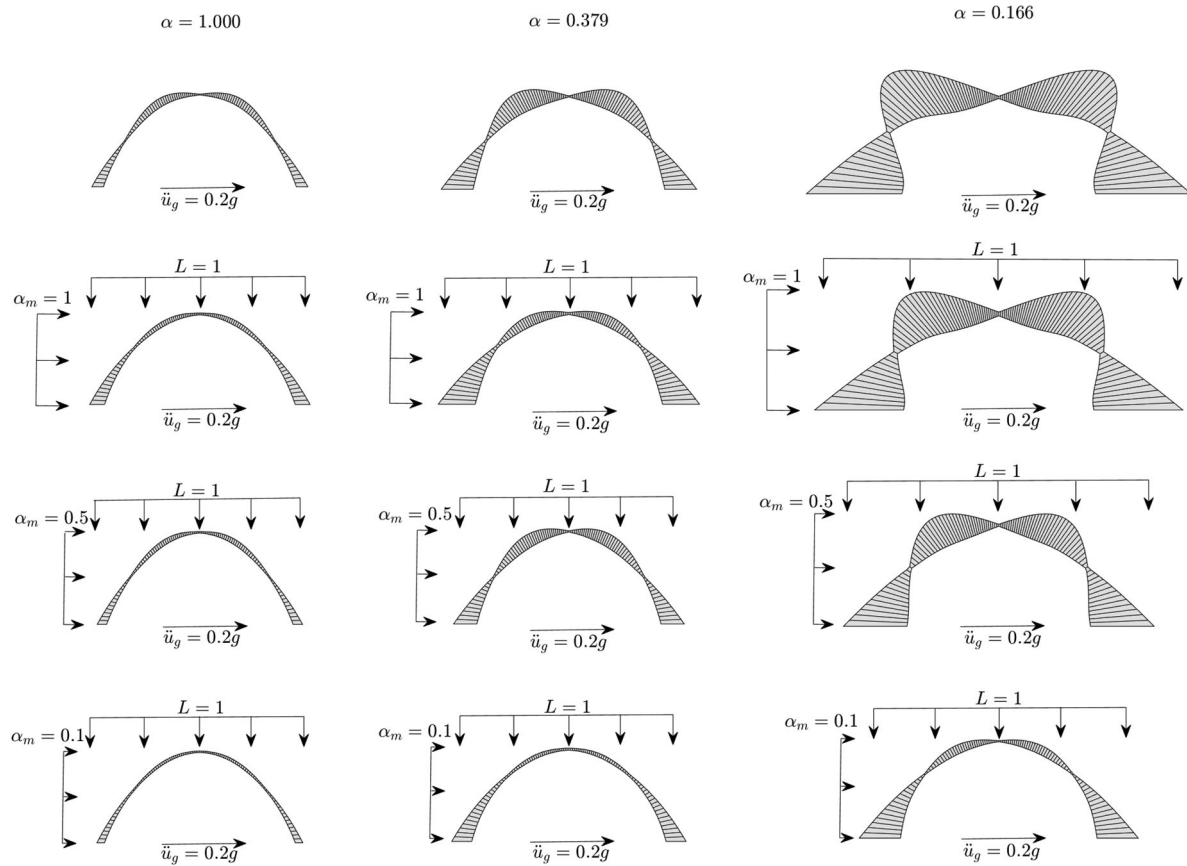 α = 1.000
α = 0.379
α = 0.166
ü_g = 0.2g
ü_g = 0.2g
ü_g = 0.2g
L = 1
α_m = 1
ü_g = 0.2g
L = 1
α_m = 1
ü_g = 0.2g
L = 1
α_m = 1
ü_g = 0.2g
L = 1
α_m = 0.5
ü_g = 0.2g
L = 1
α_m = 0.5
ü_g = 0.2g
L = 1
α_m = 0.5
ü_g = 0.2g
L = 1
α_m = 0.1
ü_g = 0.2g
L = 1
α_m = 0.1
ü_g = 0.2g
L = 1
α_m = 0.1
ü_g = 0.2g